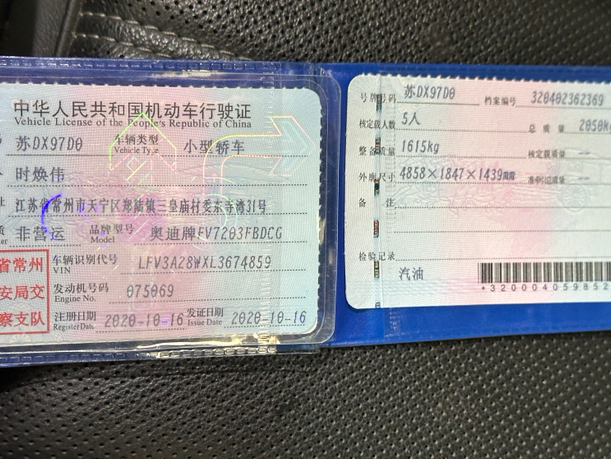 中华人民共和国机动车行驶证
Vehicle License of the People's Republic of China
苏DX97D0 车辆类型 Vehicle Type 小型轿车
时焕伟
江苏省常州市天宁区郑陆镇三皇庙村委东寺湾31号
非营运 品牌型号 Model 奥迪牌FV7203FBDCG
省常州
安局交
察支队
车辆识别代号 VIN LFV3A28WXL3674859
发动机号码 Engine No. 075069
注册日期 Register Date 2020-10-16 发证日期 Issue Date 2020-10-16
号牌号码 苏DX97D0 档案编号 320402362369
核定载人数 5人 总质量 2050kg
整备质量 1615kg 核定载质量
外廓尺寸 4858×1847×1439mm 准牵引总质量
备注
检验记录
汽油
*320004059852